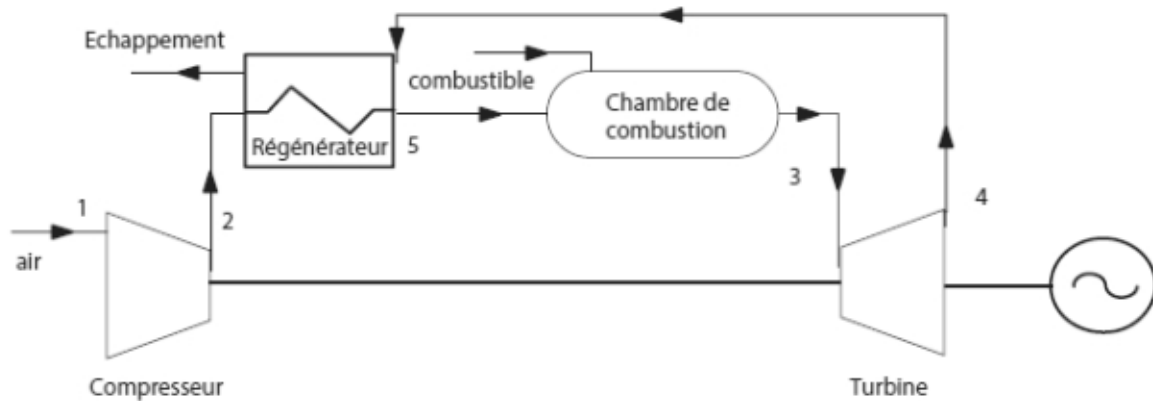 Echappement
combustible
Chambre de
combustion
Régénérateur
5
3
4
1
2
air
Compresseur
Turbine